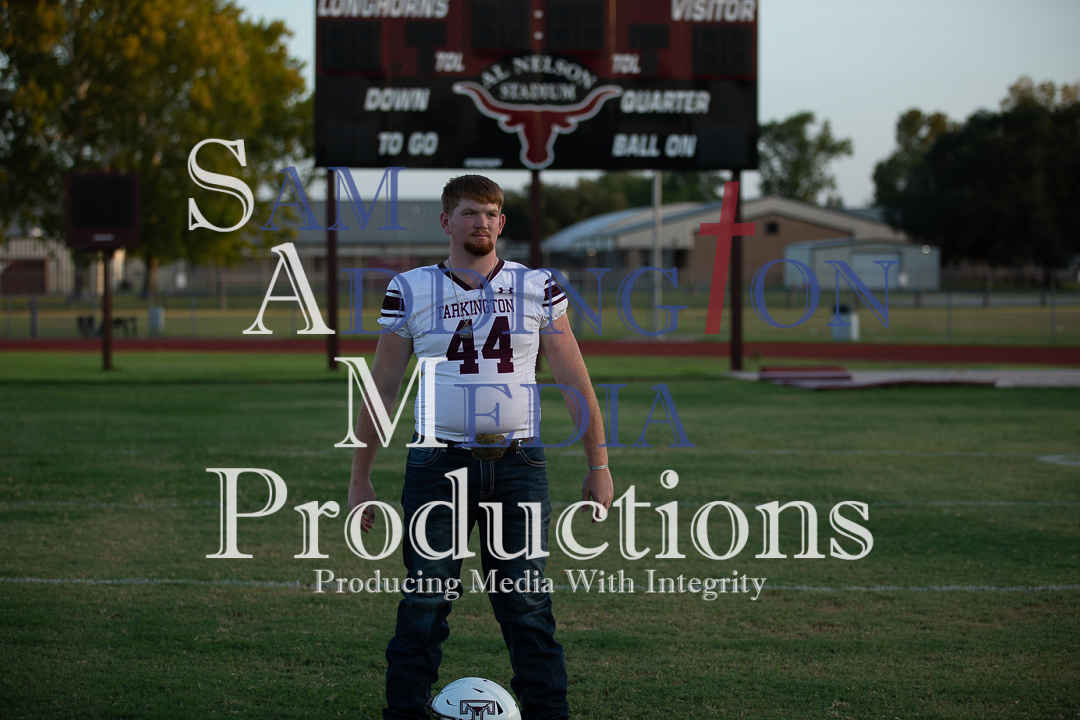 LONGHORNS VISITOR
TOL TOL
AL NELSON
STADIUM
DOWN QUARTER
TO GO BALL ON
SAM
ADDINGTON
MEDIA
Productions
Producing Media With Integrity
TARKINGTON
44
T